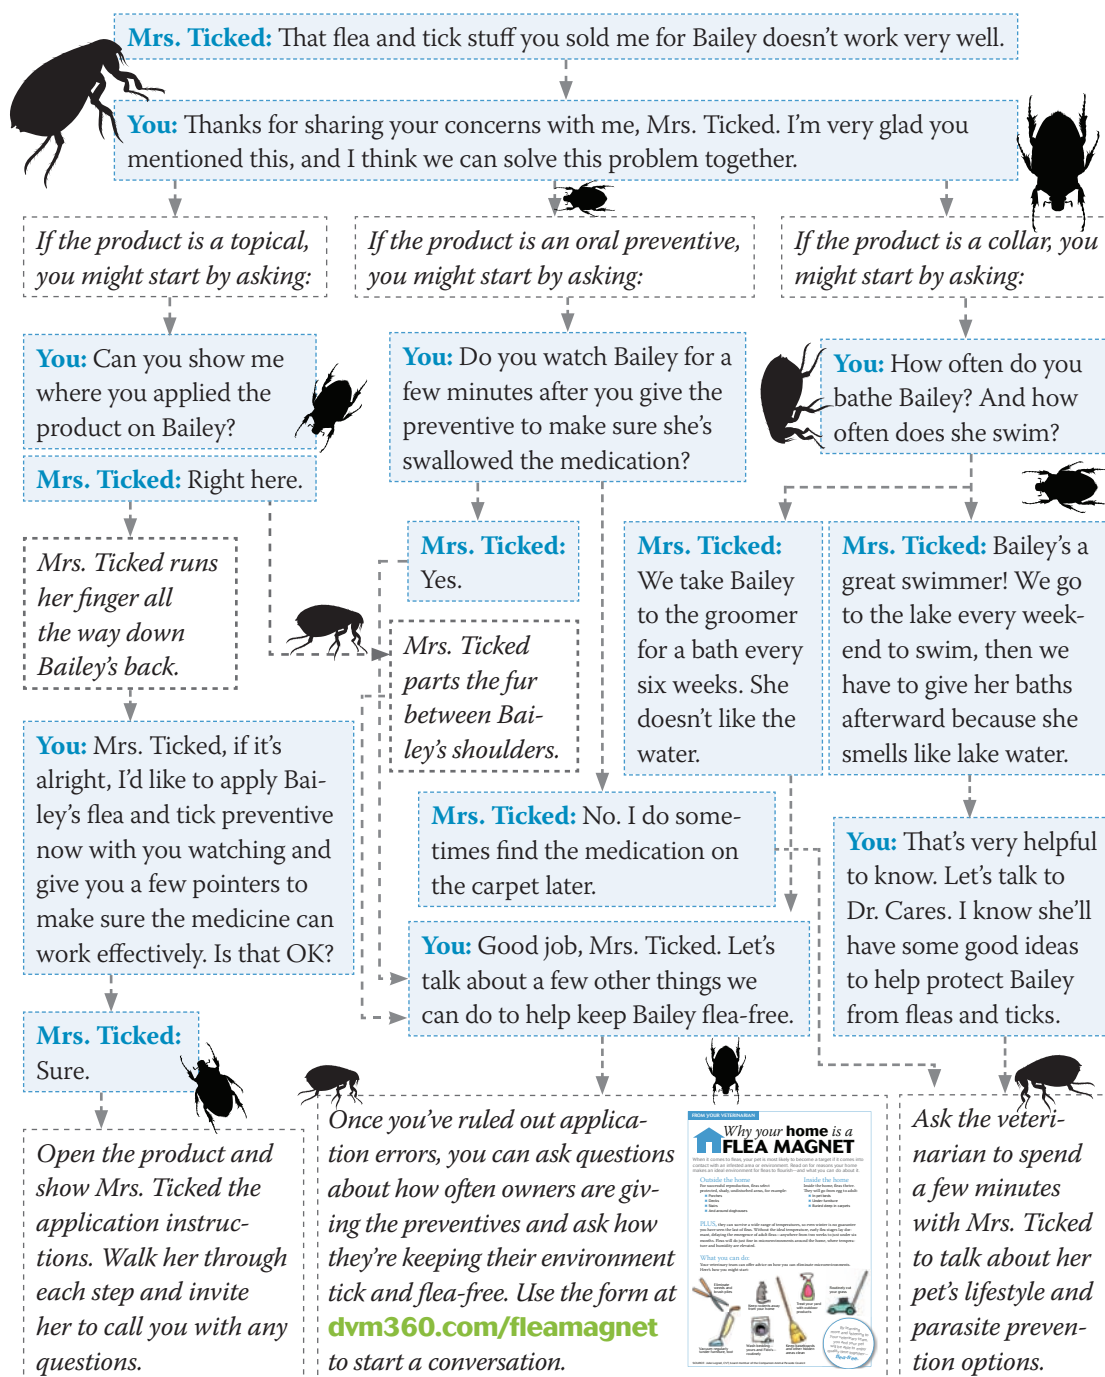 Mrs. Ticked: That flea and tick stuff you sold me for Bailey doesn’t work very well.
You: Thanks for sharing your concerns with me, Mrs. Ticked. I’m very glad you
mentioned this, and I think we can solve this problem together.
If the product is a topical,
you might start by asking:
You: Can you show me
where you applied the
product on Bailey?
Mrs. Ticked: Right here.
Mrs. Ticked runs
her finger all
the way down
Bailey’s back.
You: Mrs. Ticked, if it’s
alright, I’d like to apply Bai-
ley’s flea and tick preventive
now with you watching and
give you a few pointers to
make sure the medicine can
work effectively. Is that OK?
Mrs. Ticked:
Sure.
Open the product and
show Mrs. Ticked the
application instruc-
tions. Walk her through
each step and invite
her to call you with any
questions.
If the product is an oral preventive,
you might start by asking:
You: Do you watch Bailey for a
few minutes after you give the
preventive to make sure she’s
swallowed the medication?
Mrs. Ticked:
Yes.
Mrs. Ticked
parts the fur
between Bai-
ley’s shoulders.
Mrs. Ticked: No. I do some-
times find the medication on
the carpet later.
You: Good job, Mrs. Ticked. Let’s
talk about a few other things we
can do to help keep Bailey flea-free.
Once you’ve ruled out applica-
tion errors, you can ask questions
about how often owners are giv-
ing the preventives and ask how
they’re keeping their environment
tick and flea-free. Use the form at
dvm360.com/fleamagnet
to start a conversation.
FROM YOUR VETERINARIAN
Why your home is a
FLEA MAGNET
Outside the home
Inside the home
What you can do
If the product is a collar, you
might start by asking:
You: How often do you
bathe Bailey? And how
often does she swim?
Mrs. Ticked:
We take Bailey
to the groomer
for a bath every
six weeks. She
doesn’t like the
water.
Mrs. Ticked: Bailey’s a
great swimmer! We go
to the lake every week-
end to swim, then we
have to give her baths
afterward because she
smells like lake water.
You: That’s very helpful
to know. Let’s talk to
Dr. Cares. I know she’ll
have some good ideas
to help protect Bailey
from fleas and ticks.
Ask the veteri-
narian to spend
a few minutes
with Mrs. Ticked
to talk about her
pet’s lifestyle and
parasite preven-
tion options.